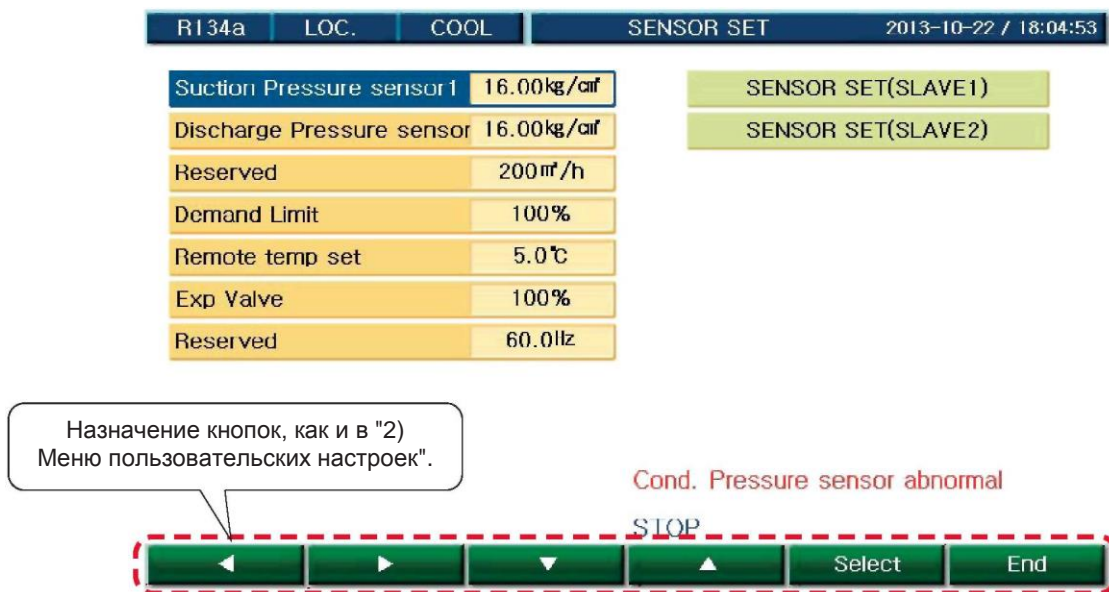 R134a LOC. COOL SENSOR SET 2013-10-22 / 18:04:53
Suction Pressure sensor1 16.00kg/㎠ SENSOR SET(SLAVE1)
Discharge Pressure sensor 16.00kg/㎠ SENSOR SET(SLAVE2)
Reserved 200㎥/h
Demand Limit 100%
Remote temp set 5.0℃
Exp Valve 100%
Reserved 60.0Hz
Назначение кнопок, как и в "2)
Меню пользовательских настроек".
Cond. Pressure sensor abnormal
STOP
◀ ▶ ▼ ▲ Select End